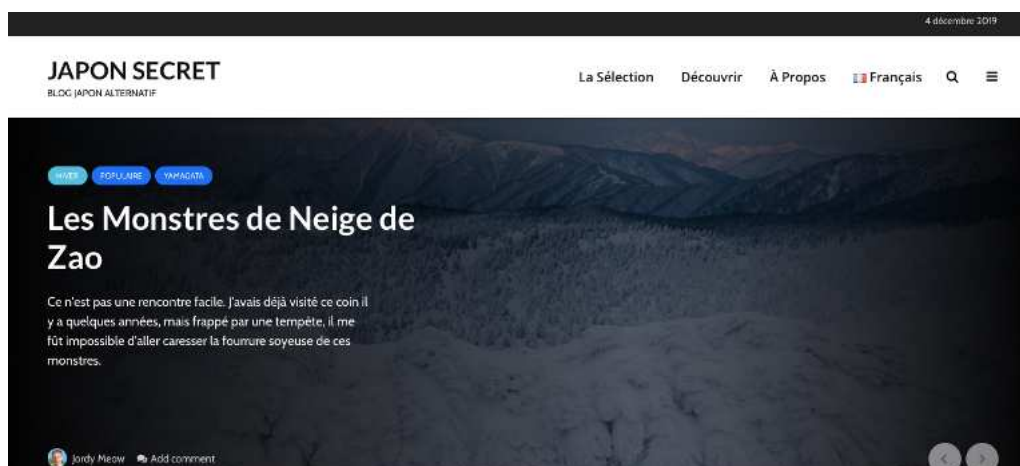 4 décembre 2019
JAPON SECRET
BLOG JAPON ALTERNATIF
La Sélection Découvrir À Propos Français
HIVER POPULAIRE YAMAGATA
Les Monstres de Neige de
Zao
Ce n'est pas une rencontre facile. J'avais déjà visité ce coin il
y a quelques années, mais frappé par une tempête, il me
fût impossible d'aller caresser la fourrure soyeuse de ces
monstres.
Jordy Meow Add comment